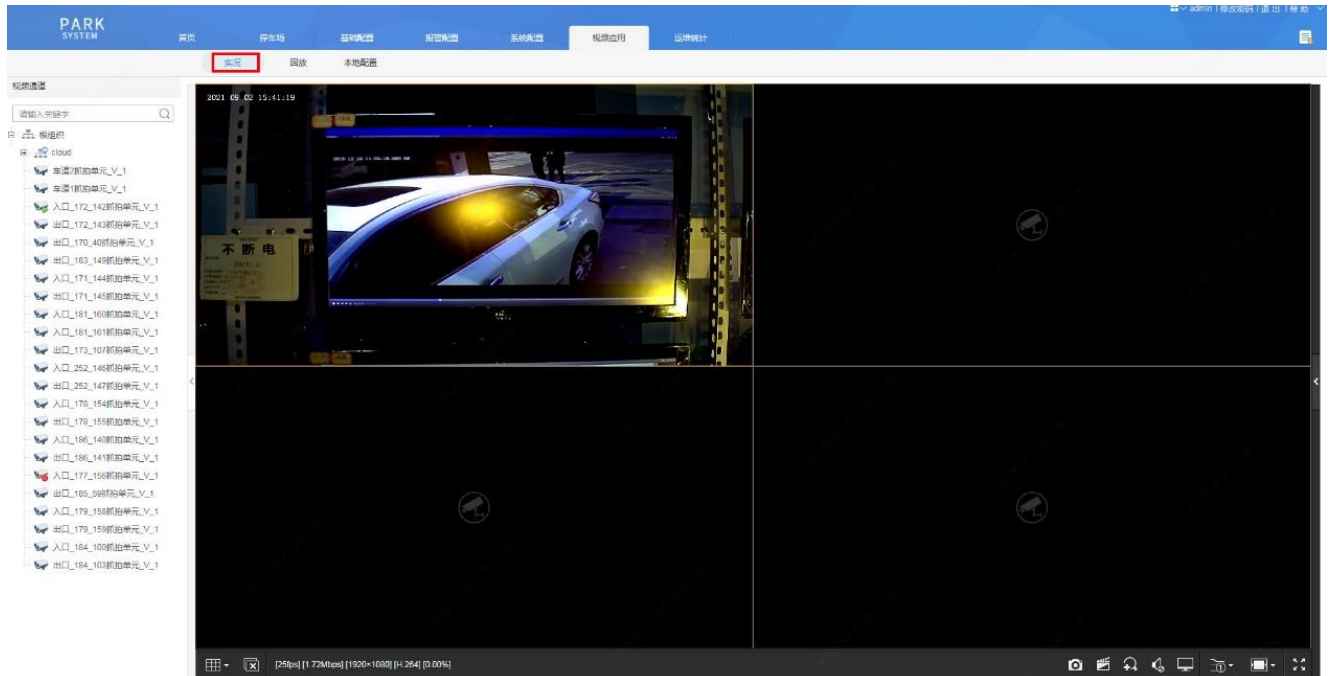 admin | 修改密码 | 退出 | 帮助
PARK
SYSTEM
首页 停车场 基础配置 报警配置 系统配置 视频应用 运维统计
实况 回放 本地配置
视频通道
请输入关键字
根组织
cloud
车道2抓拍单元_V_1
车道1抓拍单元_V_1
入口_172_142抓拍单元_V_1
出口_172_143抓拍单元_V_1
出口_170_40抓拍单元_V_1
出口_183_149抓拍单元_V_1
入口_171_144抓拍单元_V_1
出口_171_145抓拍单元_V_1
入口_181_160抓拍单元_V_1
入口_181_161抓拍单元_V_1
出口_173_107抓拍单元_V_1
入口_252_146抓拍单元_V_1
出口_252_147抓拍单元_V_1
入口_178_154抓拍单元_V_1
出口_178_155抓拍单元_V_1
入口_186_140抓拍单元_V_1
出口_186_141抓拍单元_V_1
入口_177_156抓拍单元_V_1
出口_185_59抓拍单元_V_1
入口_179_158抓拍单元_V_1
出口_179_159抓拍单元_V_1
入口_184_100抓拍单元_V_1
出口_184_103抓拍单元_V_1
2021 09 02 15:41:19
不断电
[25fps] [1.72Mbps] [1920×1080] [H.264] [0.00%]